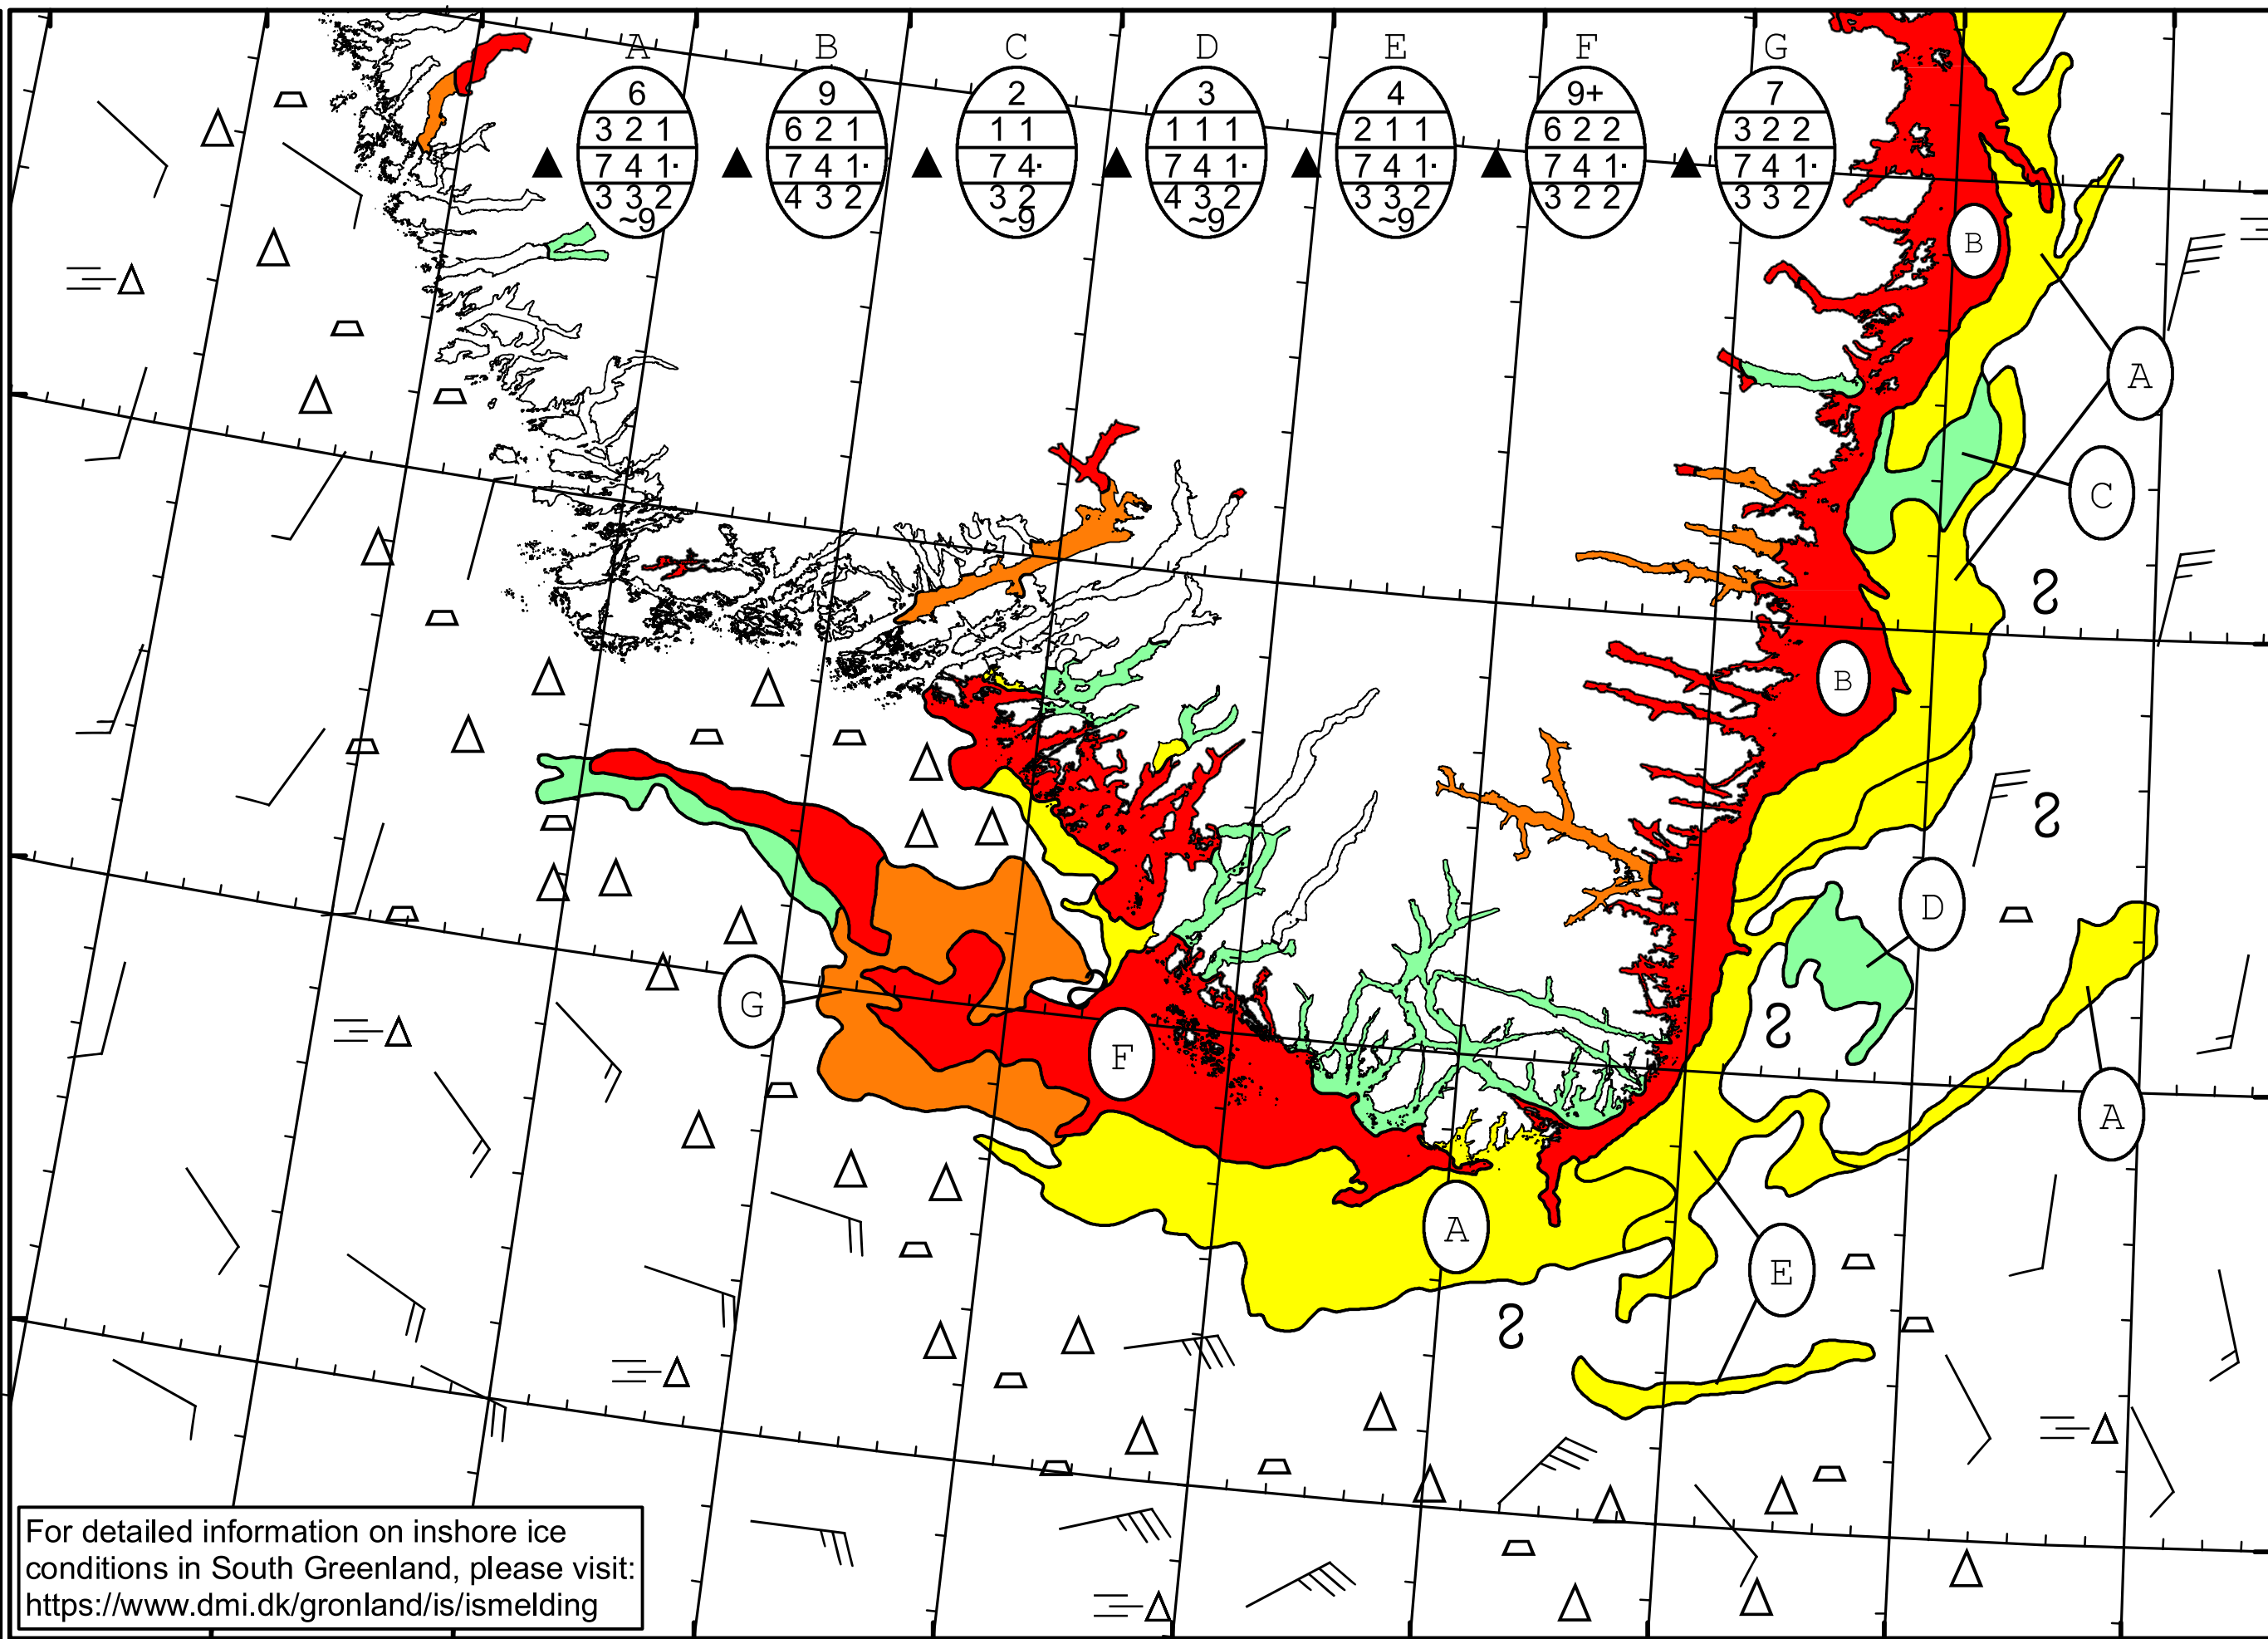 A B C D E F G
6 9 2 3 4 9+ 7
3 2 1 6 2 1 1 1 1 1 1 2 1 1 6 2 2 3 2 2
7 4 1· 7 4 1· 7 4· 7 4 1· 7 4 1· 7 4 1· 7 4 1·
3 3 2 4 3 2 3 2 4 3 2 3 3 2 3 2 2 3 3 2
~9 ~9 ~9 ~9
B
A
C
B
D
G
F
A
A
E
For detailed information on inshore ice
conditions in South Greenland, please visit:
https://www.dmi.dk/gronland/is/ismelding